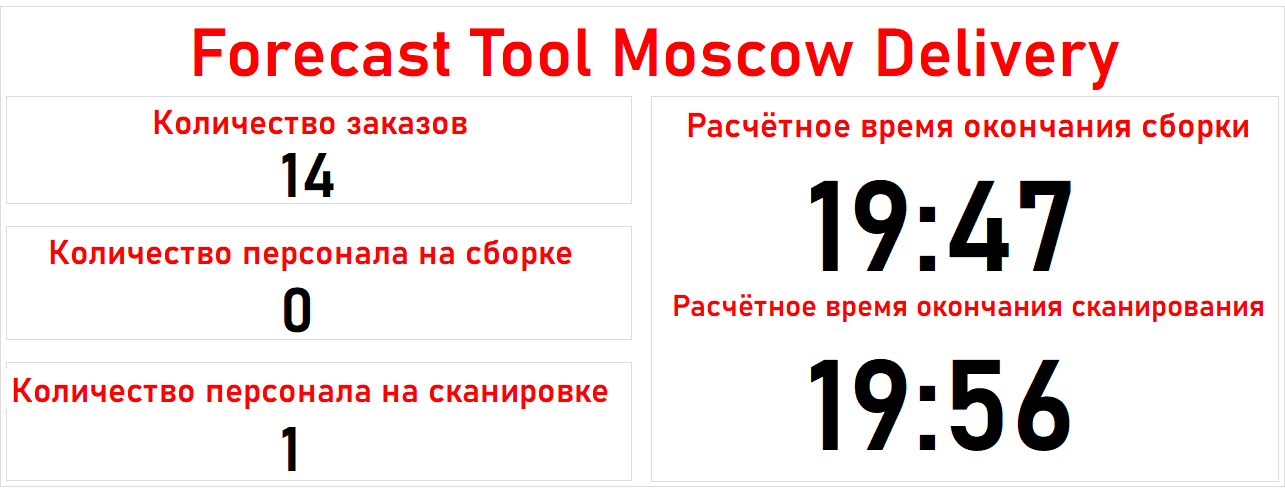 Forecast Tool Moscow Delivery
Количество заказов
14
Количество персонала на сборке
0
Количество персонала на сканировке
1
Расчётное время окончания сборки
19:47
Расчётное время окончания сканирования
19:56